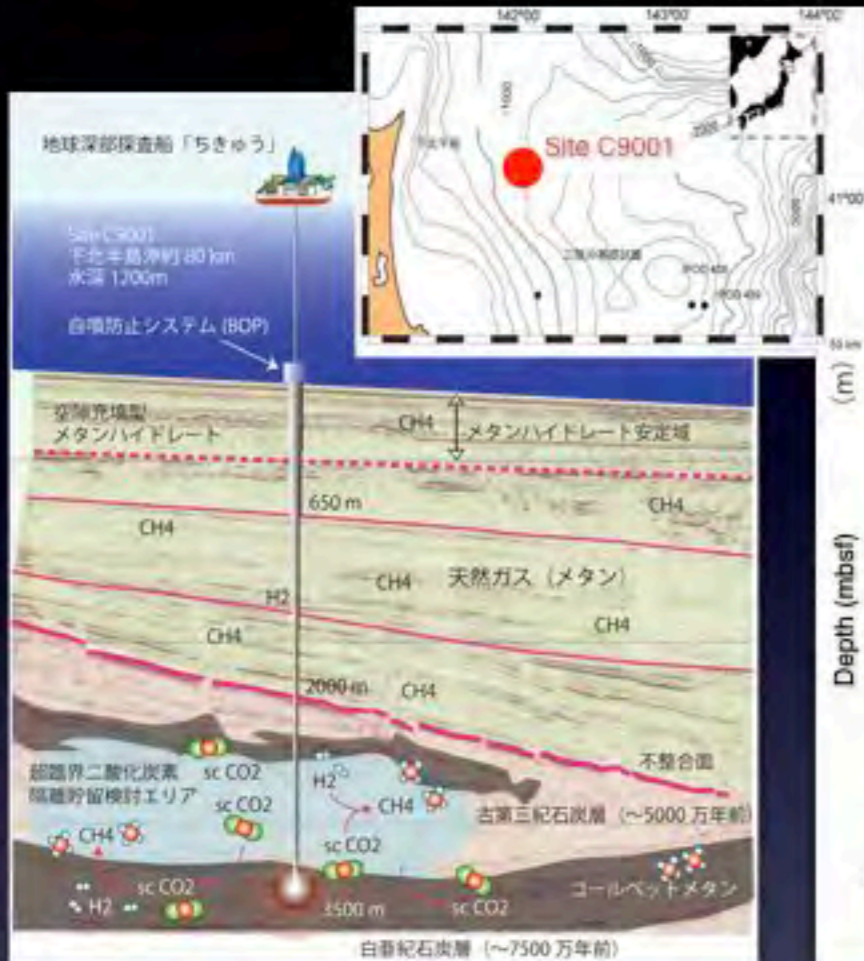 142°00'
143°00'
144°00'
1000
2000
Site C9001
41°00'
50 km
地球深部探査船「ちきゅう」
Site C9001
下北半島沖約 80 km
水深 1200m
自噴防止システム (BOP)
(m)
空隙充填型
メタンハイドレート
CH4
メタンハイドレート安定域
650 m
CH4
CH4
CH4
天然ガス（メタン）
H2
CH4
CH4
2000 m
CH4
不整合面
超臨界二酸化炭素
隔離貯留検討エリア
sc CO2
sc CO2
H2
CH4
古第三紀石炭層（～5000 万年前）
CH4
sc CO2
sc CO2
H2
3500 m
sc CO2
コールベットメタン
白亜紀石炭層（～7500 万年前）
Depth (mbsf)